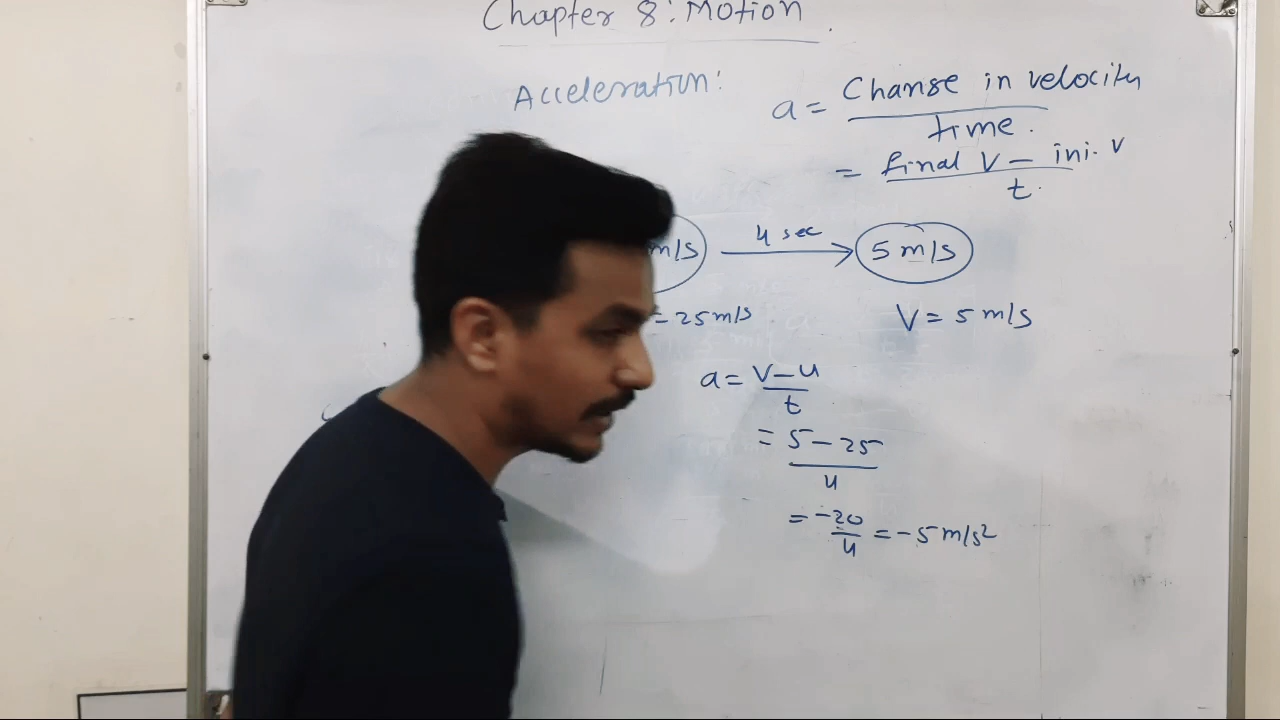 Chapter 8: Motion
Acceleration:
a = Change in velocity
time.
= final V - ini. V
t.
m/s
4 sec
5 m/s
= 25 m/s
V = 5 m/s
a = V-u
t
= 5-25
4
= -20
4
= -5 m/s²